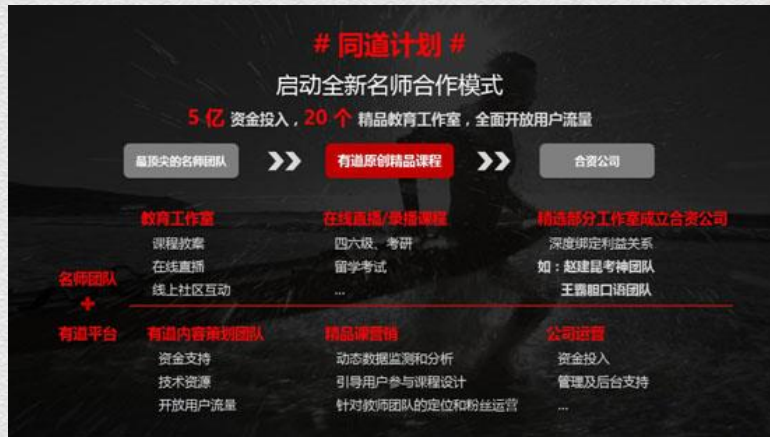 # 同道计划 #
启动全新名师合作模式
5 亿 资金投入，20 个 精品教育工作室，全面开放用户流量
最顶尖的名师团队
有道原创精品课程
合资公司
教育工作室
课程教案
在线直播
线上社区互动
在线直播/录播课程
四六级、考研
留学考试
...
精选部分工作室成立合资公司
深度绑定利益关系
如：赵建昆考神团队
王霸胆口语团队
名师团队
+
有道平台
有道内容策划团队
资金支持
技术资源
开放用户流量
精品课营销
动态数据监测和分析
引导用户参与课程设计
针对教师团队的定位和粉丝运营
公司运营
资金投入
管理及后台支持
...